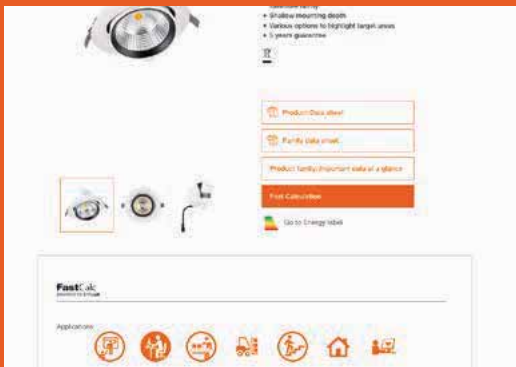 • Shallow mounting depth
• Various options to highlight target areas
• 5 years guarantee
Product Data sheet
Family data sheet
Product family: Important data at a glance
Fast Calculation
Go to Energy label
FastCalc
Applications